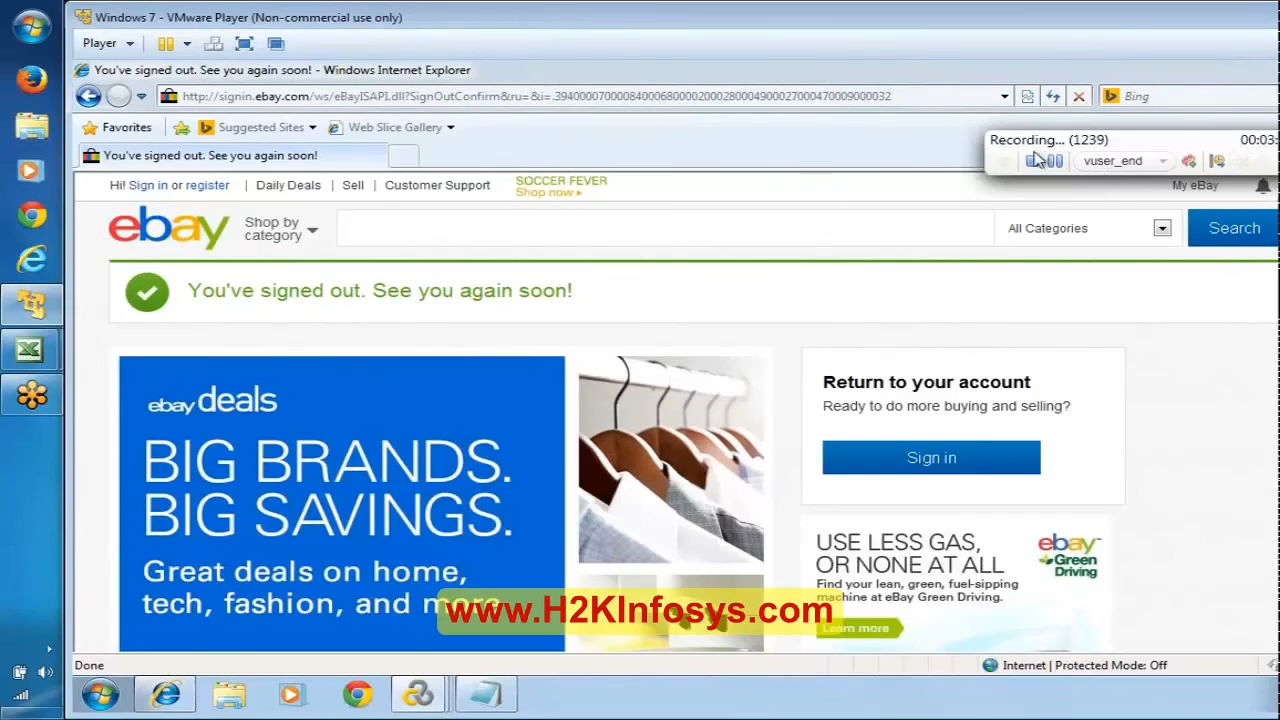 Windows 7 - VMware Player (Non-commercial use only)
Player
You've signed out. See you again soon! - Windows Internet Explorer
http://signin.ebay.com/ws/eBayISAPI.dll?SignOutConfirm&ru=&i=.3940000700008400068000020002800049000270004700090000032
Bing
Favorites
Suggested Sites
Web Slice Gallery
You've signed out. See you again soon!
Recording... (1239)
00:03:
vuser_end
Hi! Sign in or register
Daily Deals
Sell
Customer Support
SOCCER FEVER
Shop now
My eBay
ebay
Shop by
category
All Categories
Search
You've signed out. See you again soon!
ebay deals
BIG BRANDS.
BIG SAVINGS.
Great deals on home,
tech, fashion, and more
Return to your account
Ready to do more buying and selling?
Sign in
USE LESS GAS,
OR NONE AT ALL
Find your lean, green, fuel-sipping
machine at eBay Green Driving.
Learn more
ebay
Green
Driving
www.H2KInfosys.com
Done
Internet | Protected Mode: Off